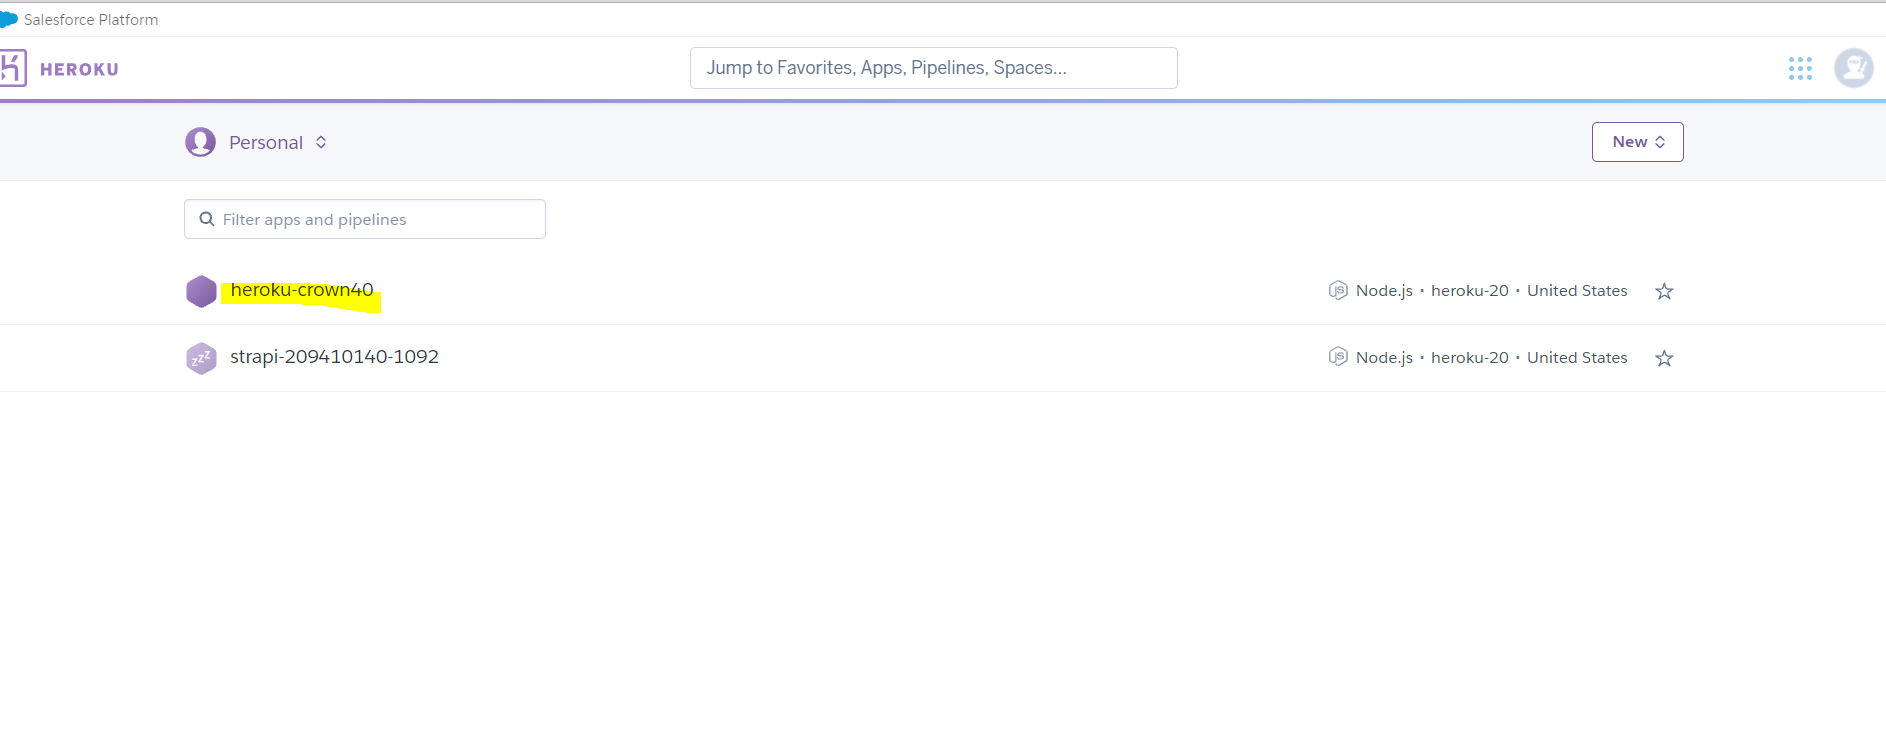 Salesforce Platform
HEROKU
Jump to Favorites, Apps, Pipelines, Spaces...
Personal
New
Filter apps and pipelines
heroku-crown40
Node.js • heroku-20 • United States
zzz
strapi-209410140-1092
Node.js • heroku-20 • United States